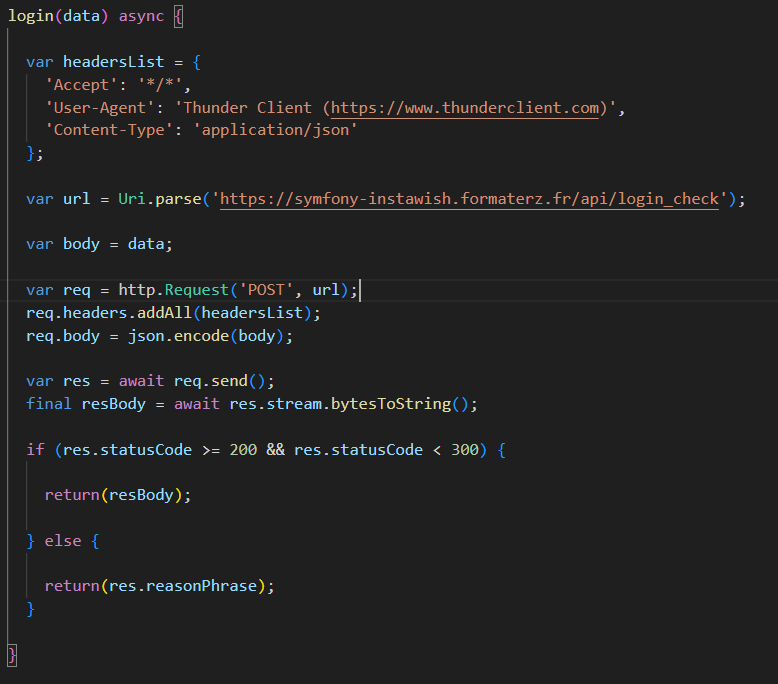 login(data) async {
var headersList = {
'Accept': '*/*',
'User-Agent': 'Thunder Client (https://www.thunderclient.com)',
'Content-Type': 'application/json'
};
var url = Uri.parse('https://symfony-instawish.formaterz.fr/api/login_check');
var body = data;
var req = http.Request('POST', url);
req.headers.addAll(headersList);
req.body = json.encode(body);
var res = await req.send();
final resBody = await res.stream.bytesToString();
if (res.statusCode >= 200 && res.statusCode < 300) {
return(resBody);
} else {
return(res.reasonPhrase);
}
}